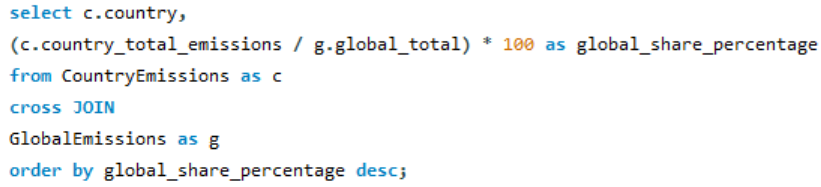 select c.country,
(c.country_total_emissions / g.global_total) * 100 as global_share_percentage
from CountryEmissions as c
cross JOIN
GlobalEmissions as g
order by global_share_percentage desc;